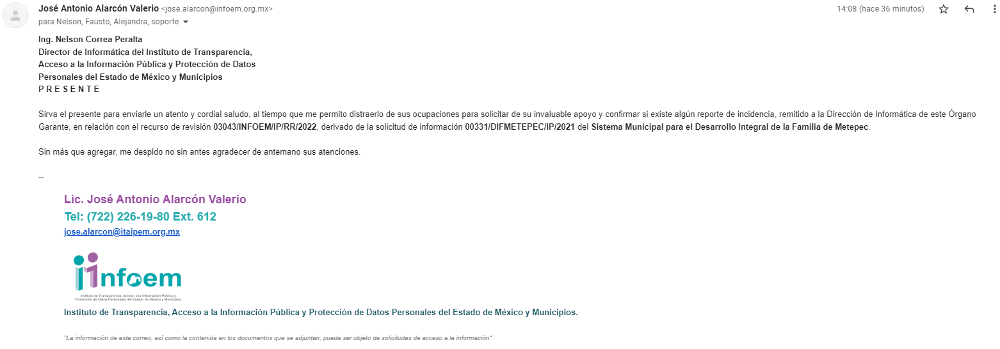 José Antonio Alarcón Valerio <jose.alarcon@infoem.org.mx>
14:08 (hace 36 minutos)
para Nelson, Fausto, Alejandra, soporte
Ing. Nelson Correa Peralta
Director de Informática del Instituto de Transparencia,
Acceso a la Información Pública y Protección de Datos
Personales del Estado de México y Municipios
P R E S E N T E
Sirva el presente para enviarle un atento y cordial saludo, al tiempo que me permito distraerlo de sus ocupaciones para solicitar de su invaluable apoyo y confirmar si existe algún reporte de incidencia, remitido a la Dirección de Informática de este Órgano
Garante, en relación con el recurso de revisión 03043/INFOEM/IP/RR/2022, derivado de la solicitud de información 00331/DIFMETEPEC/IP/2021 del Sistema Municipal para el Desarrollo Integral de la Familia de Metepec.
Sin más que agregar, me despido no sin antes agradecer de antemano sus atenciones.
--
Lic. José Antonio Alarcón Valerio
Tel: (722) 226-19-80 Ext. 612
jose.alarcon@itaipem.org.mx
infoem
Instituto de Transparencia, Acceso a la Información Pública y
Protección de Datos Personales del Estado de México y Municipios
Instituto de Transparencia, Acceso a la Información Pública y Protección de Datos Personales del Estado de México y Municipios.
"La información de este correo, así como la contenida en los documentos que se adjuntan, puede ser objeto de solicitudes de acceso a la información".